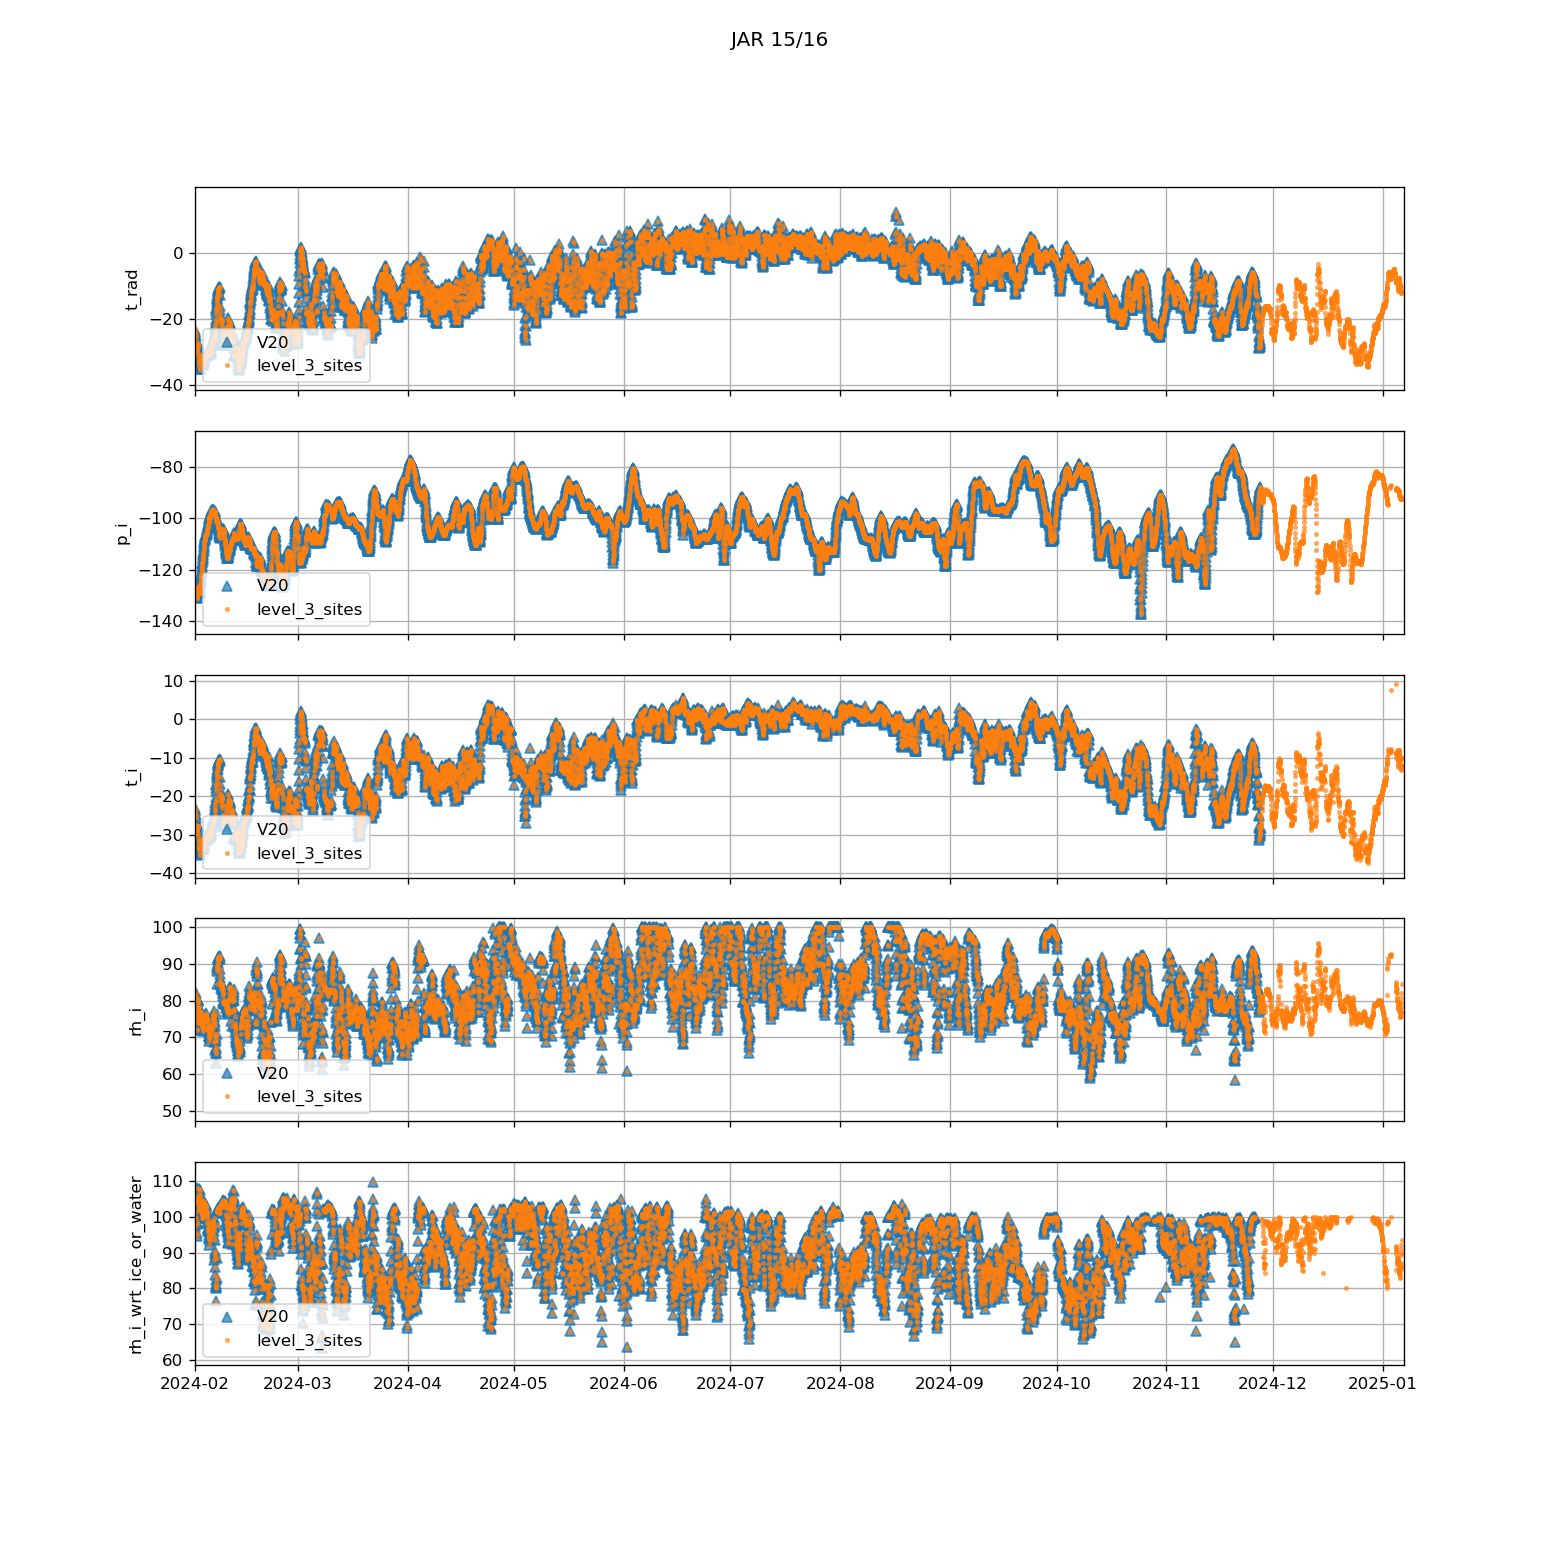 JAR 15/16
0
−20
−40
t_rad
V20
level_3_sites
−80
−100
−120
−140
p_i
V20
level_3_sites
10
0
−10
−20
−30
−40
t_i
V20
level_3_sites
100
90
80
70
60
50
rh_i
V20
level_3_sites
110
100
90
80
70
60
rh_i_wrt_ice_or_water
V20
level_3_sites
2024-02 2024-03 2024-04 2024-05 2024-06 2024-07 2024-08 2024-09 2024-10 2024-11 2024-12 2025-01